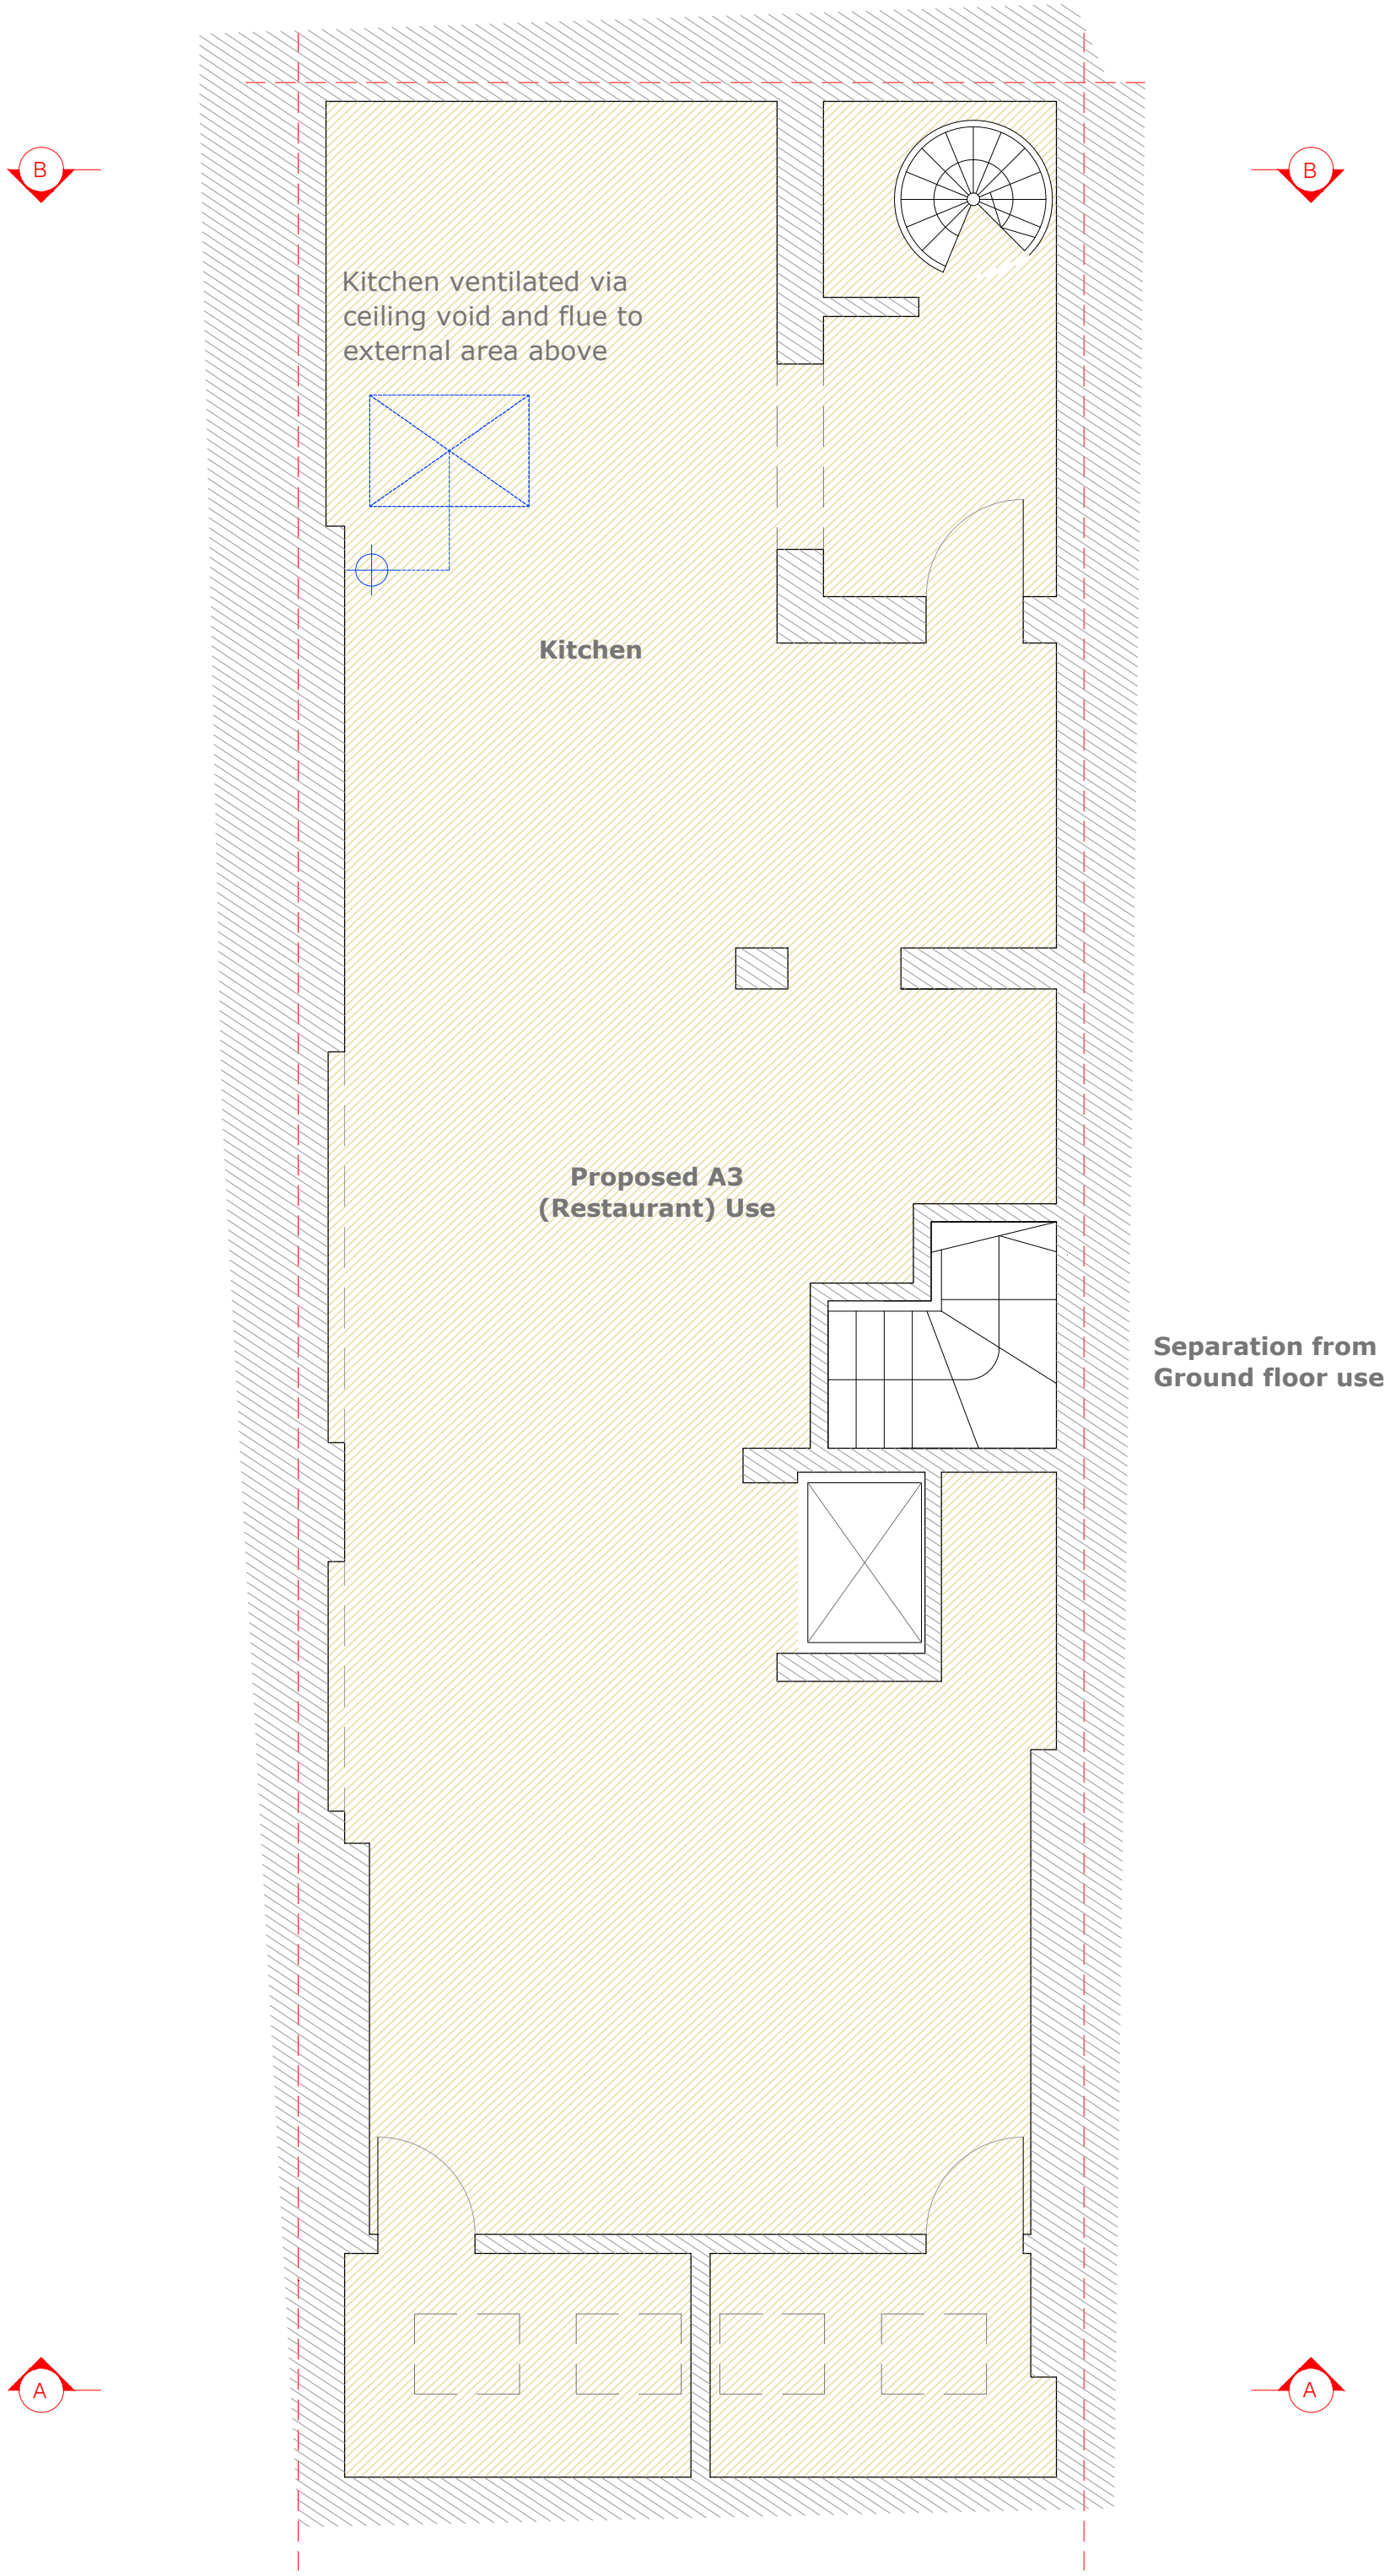 B
B
Kitchen ventilated via
ceiling void and flue to
external area above
Kitchen
Proposed A3
(Restaurant) Use
Separation from
Ground floor use
A
A